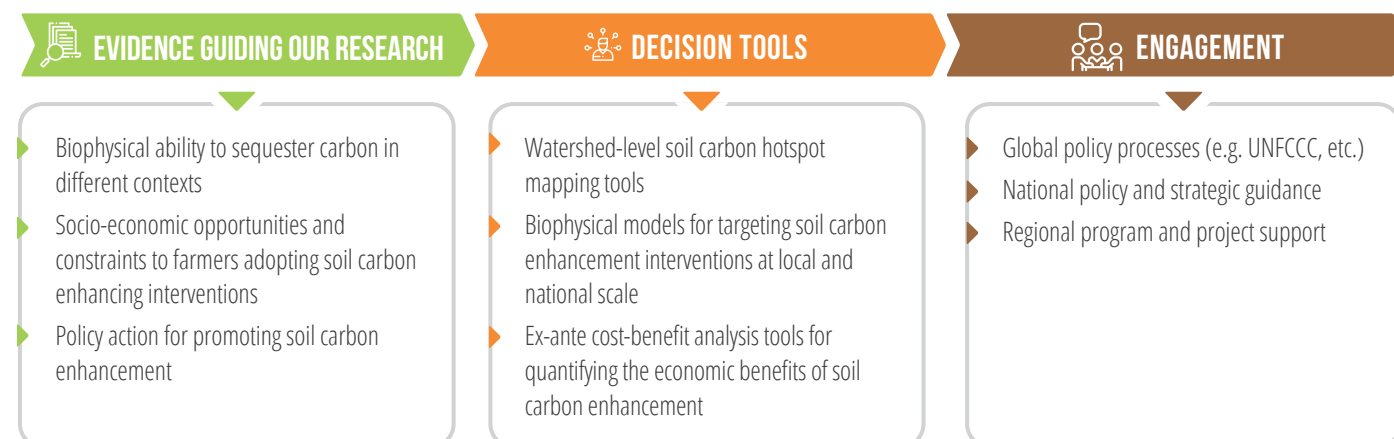 EVIDENCE GUIDING OUR RESEARCH
Biophysical ability to sequester carbon in
different contexts
Socio-economic opportunities and
constraints to farmers adopting soil carbon
enhancing interventions
Policy action for promoting soil carbon
enhancement
DECISION TOOLS
Watershed-level soil carbon hotspot
mapping tools
Biophysical models for targeting soil carbon
enhancement interventions at local and
national scale
Ex-ante cost-benefit analysis tools for
quantifying the economic benefits of soil
carbon enhancement
ENGAGEMENT
Global policy processes (e.g. UNFCCC, etc.)
National policy and strategic guidance
Regional program and project support